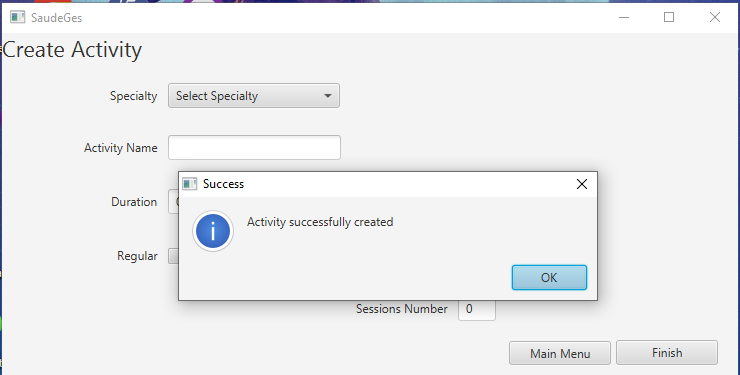 SaudeGes
Create Activity
Specialty
Select Specialty
Activity Name
Success
Activity successfully created
Duration
Regular
OK
Sessions Number
0
Main Menu
Finish